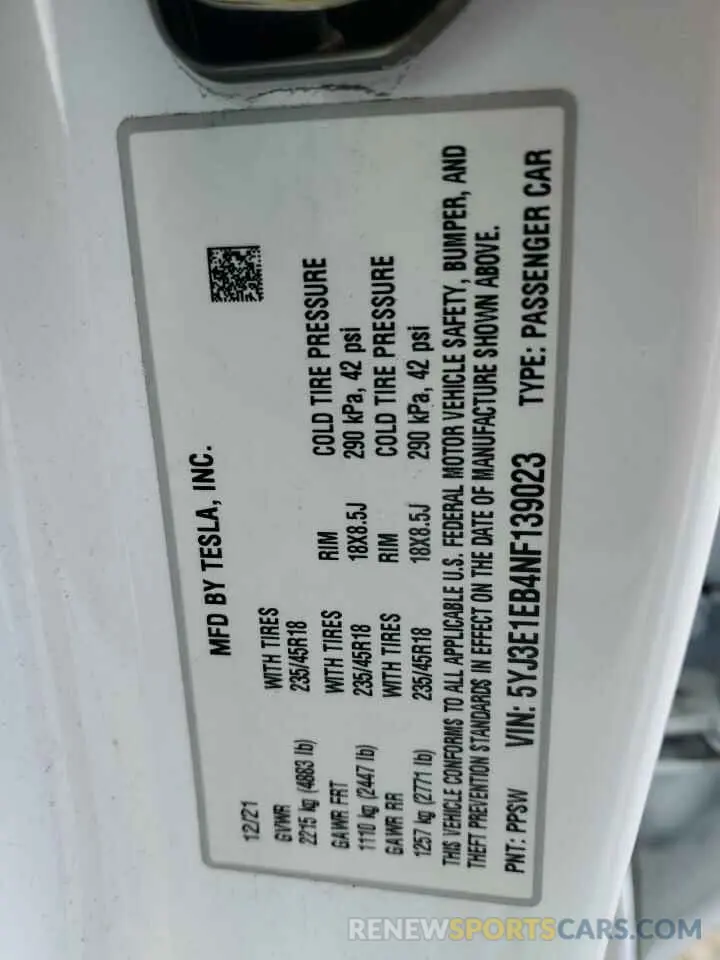 MFD BY TESLA, INC.
12/21
GVWR WITH TIRES
2215 kg (4883 lb) 235/45R18
GAWR FRT WITH TIRES RIM COLD TIRE PRESSURE
1110 kg (2447 lb) 235/45R18 18X8.5J 290 kPa, 42 psi
GAWR RR WITH TIRES RIM COLD TIRE PRESSURE
1257 kg (2771 lb) 235/45R18 18X8.5J 290 kPa, 42 psi
THIS VEHICLE CONFORMS TO ALL APPLICABLE U.S. FEDERAL MOTOR VEHICLE SAFETY, BUMPER, AND
THEFT PREVENTION STANDARDS IN EFFECT ON THE DATE OF MANUFACTURE SHOWN ABOVE.
PNT: PPSW VIN: 5YJ3E1EB4NF139023 TYPE: PASSENGER CAR
RENEWSPORTSCARS.COM